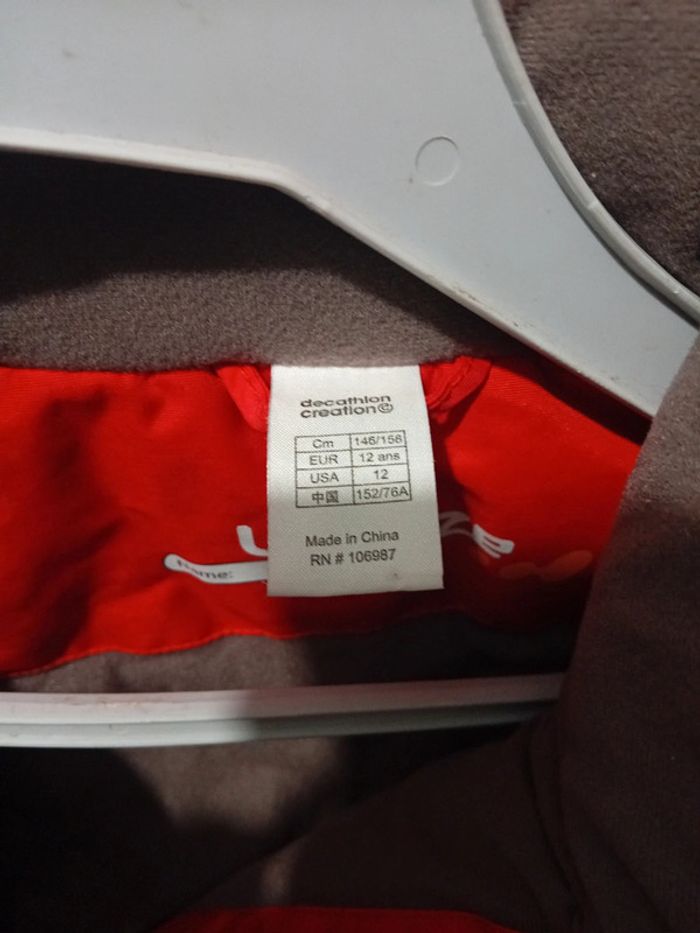 decathlon
creation©
Cm 146/156
EUR 12 ans
USA 12
中国 152/76A
Made in China
RN # 106987
name: